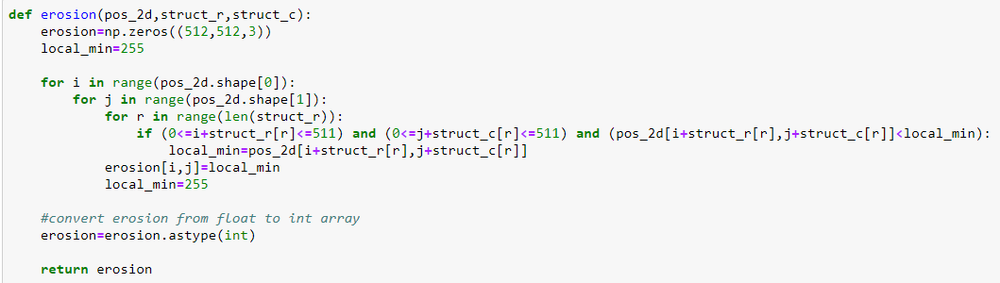 def erosion(pos_2d,struct_r,struct_c):
    erosion=np.zeros((512,512,3))
    local_min=255

    for i in range(pos_2d.shape[0]):
        for j in range(pos_2d.shape[1]):
            for r in range(len(struct_r)):
                if (0<=i+struct_r[r]<=511) and (0<=j+struct_c[r]<=511) and (pos_2d[i+struct_r[r],j+struct_c[r]]<local_min):
                    local_min=pos_2d[i+struct_r[r],j+struct_c[r]]
            erosion[i,j]=local_min
            local_min=255

    #convert erosion from float to int array
    erosion=erosion.astype(int)

    return erosion